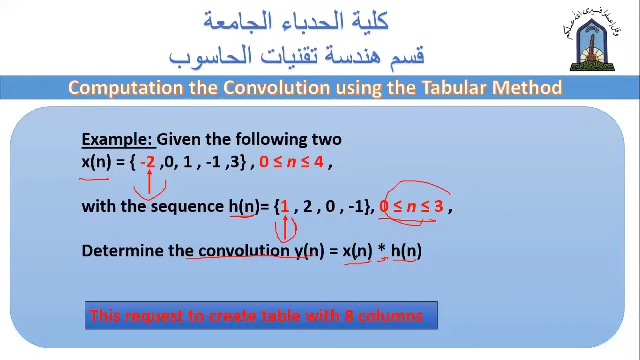 كلية الحدباء الجامعة
قسم هندسة تقنيات الحاسوب
Computation the Convolution using the Tabular Method
Example: Given the following two
x(n) = { -2 ,0, 1 , -1 ,3} , 0 ≤ n ≤ 4 ,
with the sequence h(n)= {1 , 2 , 0 , -1}, 0 ≤ n ≤ 3 ,
Determine the convolution y(n) = x(n) * h(n)
This request to create table with 8 columns